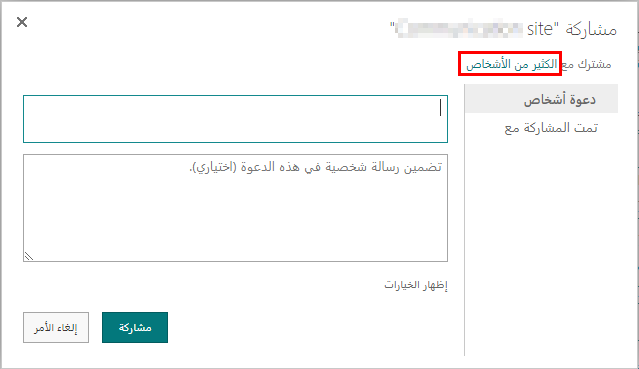 مشاركة "site"
مشترك مع الكثير من الأشخاص
دعوة أشخاص
تمت المشاركة مع
تضمين رسالة شخصية في هذه الدعوة (اختياري).
إظهار الخيارات
مشاركة
إلغاء الأمر